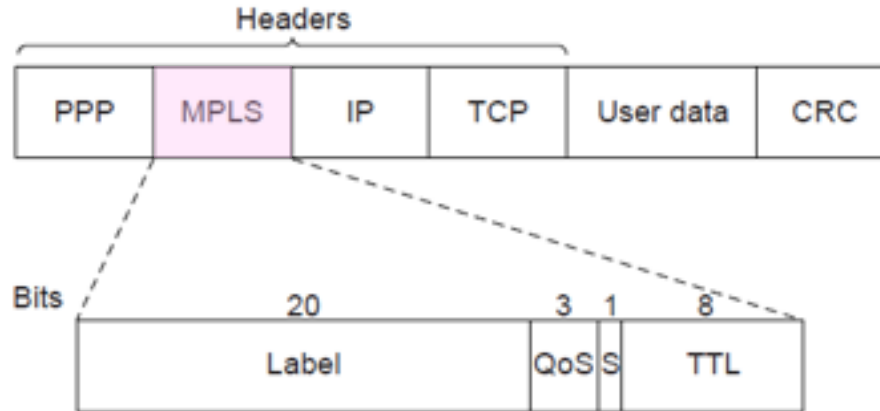 Headers
PPP MPLS IP TCP User data CRC
Bits 20 3 1 8
Label QoS S TTL